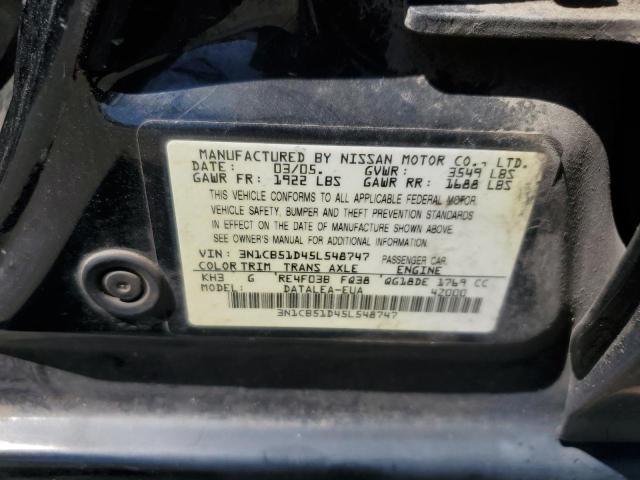 MANUFACTURED BY NISSAN MOTOR CO., LTD.
DATE: 03/05. GVWR: 3549 LBS
GAWR FR: 1922 LBS GAWR RR: 1688 LBS
THIS VEHICLE CONFORMS TO ALL APPLICABLE FEDERAL MOTOR
VEHICLE SAFETY, BUMPER AND THEFT PREVENTION STANDARDS
IN EFFECT ON THE DATE OF MANUFACTURE SHOWN ABOVE.
SEE OWNER'S MANUAL FOR ADDITIONAL INFORMATION.
VIN: 3N1CB51D45L548747 PASSENGER CAR.
COLOR TRIM TRANS AXLE ENGINE
KH3 G RE4F03B FQ38 QG18DE 1769 CC
MODEL: DATALEA-EUA 42000
3N1CB51D45L548747